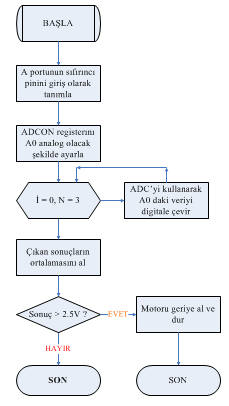 BAŞLA
A portunun sıfırıncı
pinini giriş olarak
tanımla
ADCON registerını
A0 analog olacak
şekilde ayarla
İ = 0, N = 3
ADC'yi kullanarak
A0 daki veriyi
digitale çevir
Çıkan sonuçların
ortalamasını al
Sonuç > 2.5V ?
EVET
Motoru geriye al ve
dur
HAYIR
SON
SON